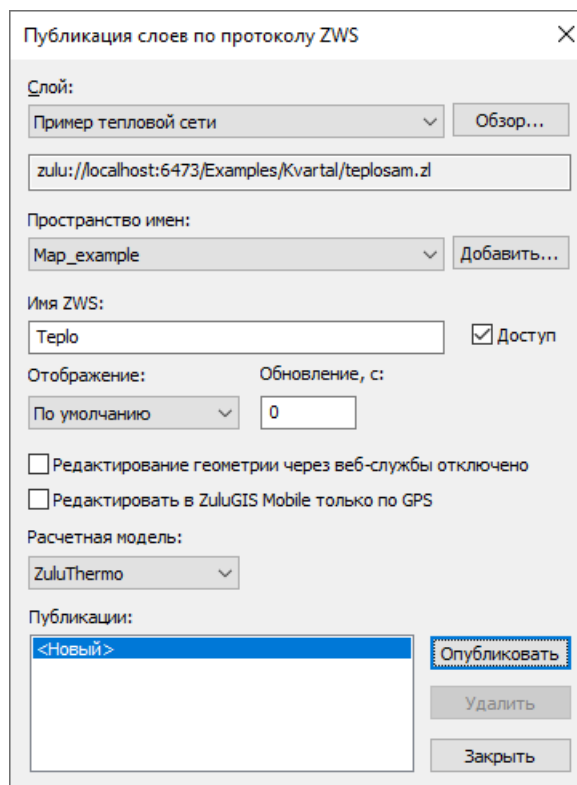 Публикация слоев по протоколу ZWS
Слой:
Пример тепловой сети
Обзор...
zulu://localhost:6473/Examples/Kvartal/teplosam.zl
Пространство имен:
Map_example
Добавить...
Имя ZWS:
Teplo
Доступ
Отображение:
Обновление, с:
По умолчанию
0
Редактирование геометрии через веб-службы отключено
Редактировать в ZuluGIS Mobile только по GPS
Расчетная модель:
ZuluThermo
Публикации:
<Новый>
Опубликовать
Удалить
Закрыть